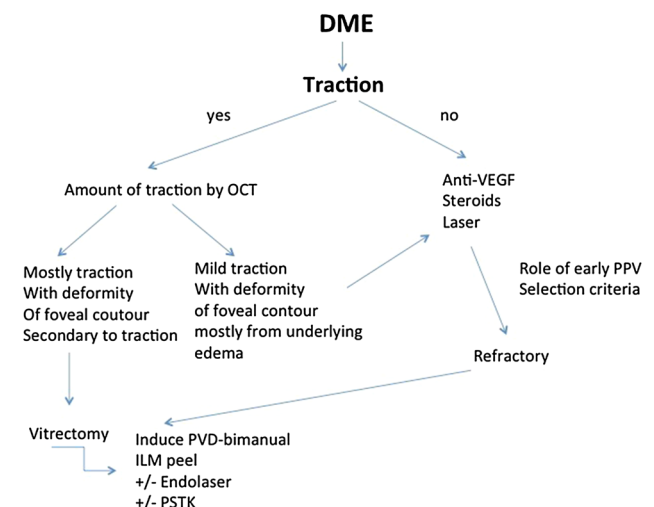 DME
Traction
yes
no
Amount of traction by OCT
Anti-VEGF
Steroids
Laser
Mostly traction
With deformity
Of foveal coutour
Secondary to traction
Mild traction
With deformity
of foveal contour
mostly from underlying
edema
Role of early PPV
Selection criteria
Refractory
Vitrectomy
Induce PVD-bimanual
ILM peel
+/- Endolaser
+/- PSTK